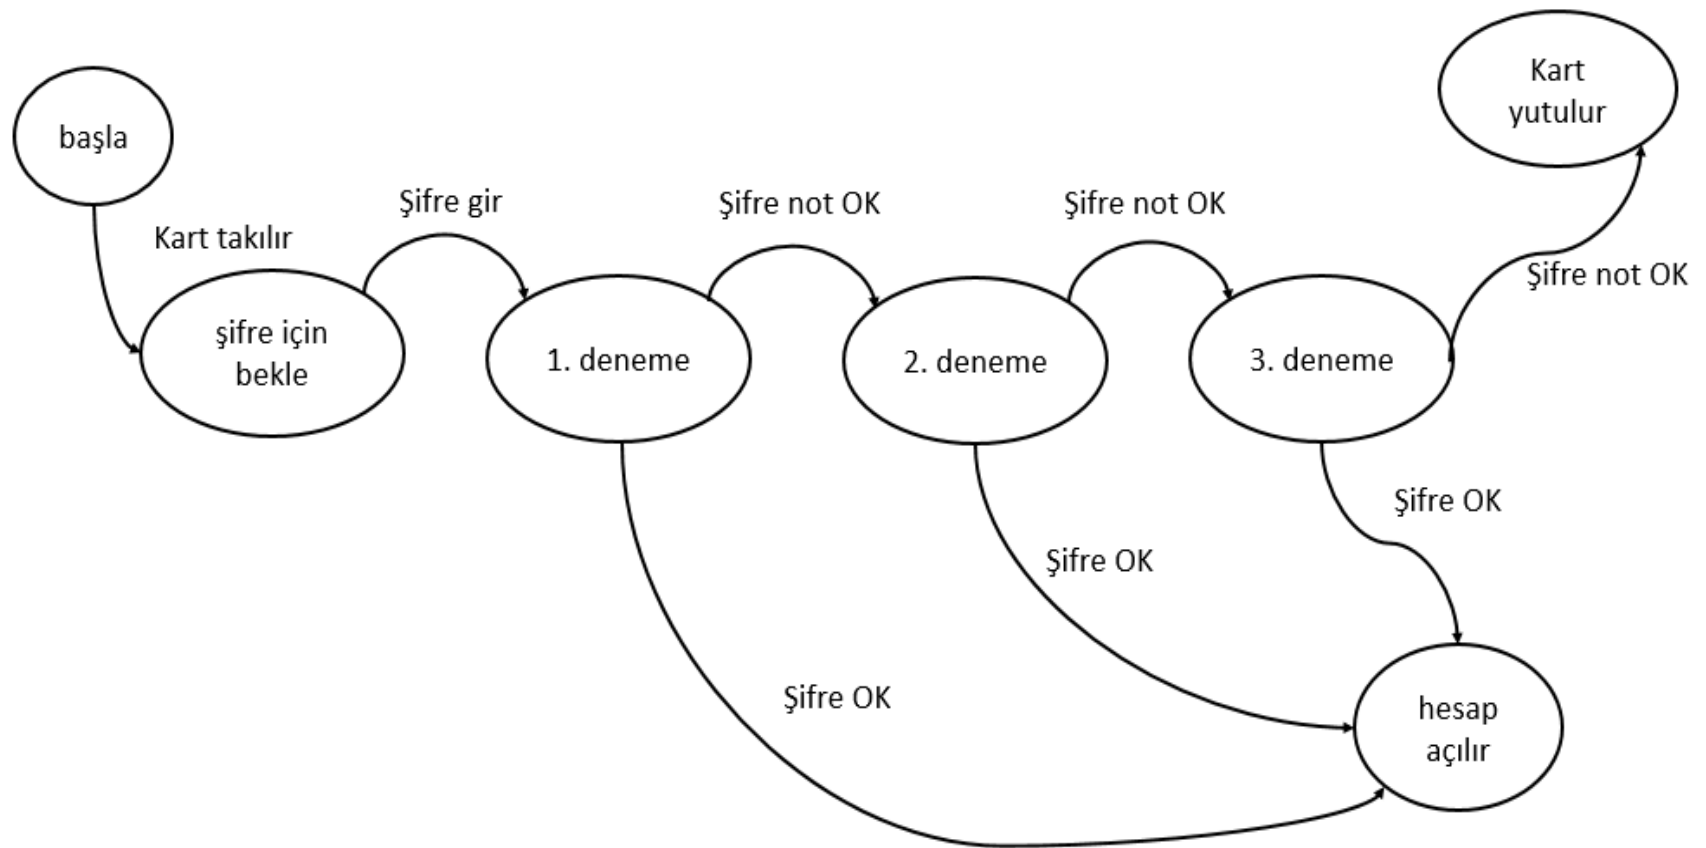 Kart
yutulur
başla
Şifre gir
Şifre not OK
Şifre not OK
Kart takılır
Şifre not OK
şifre için
bekle
1. deneme
2. deneme
3. deneme
Şifre OK
Şifre OK
Şifre OK
hesap
açılır